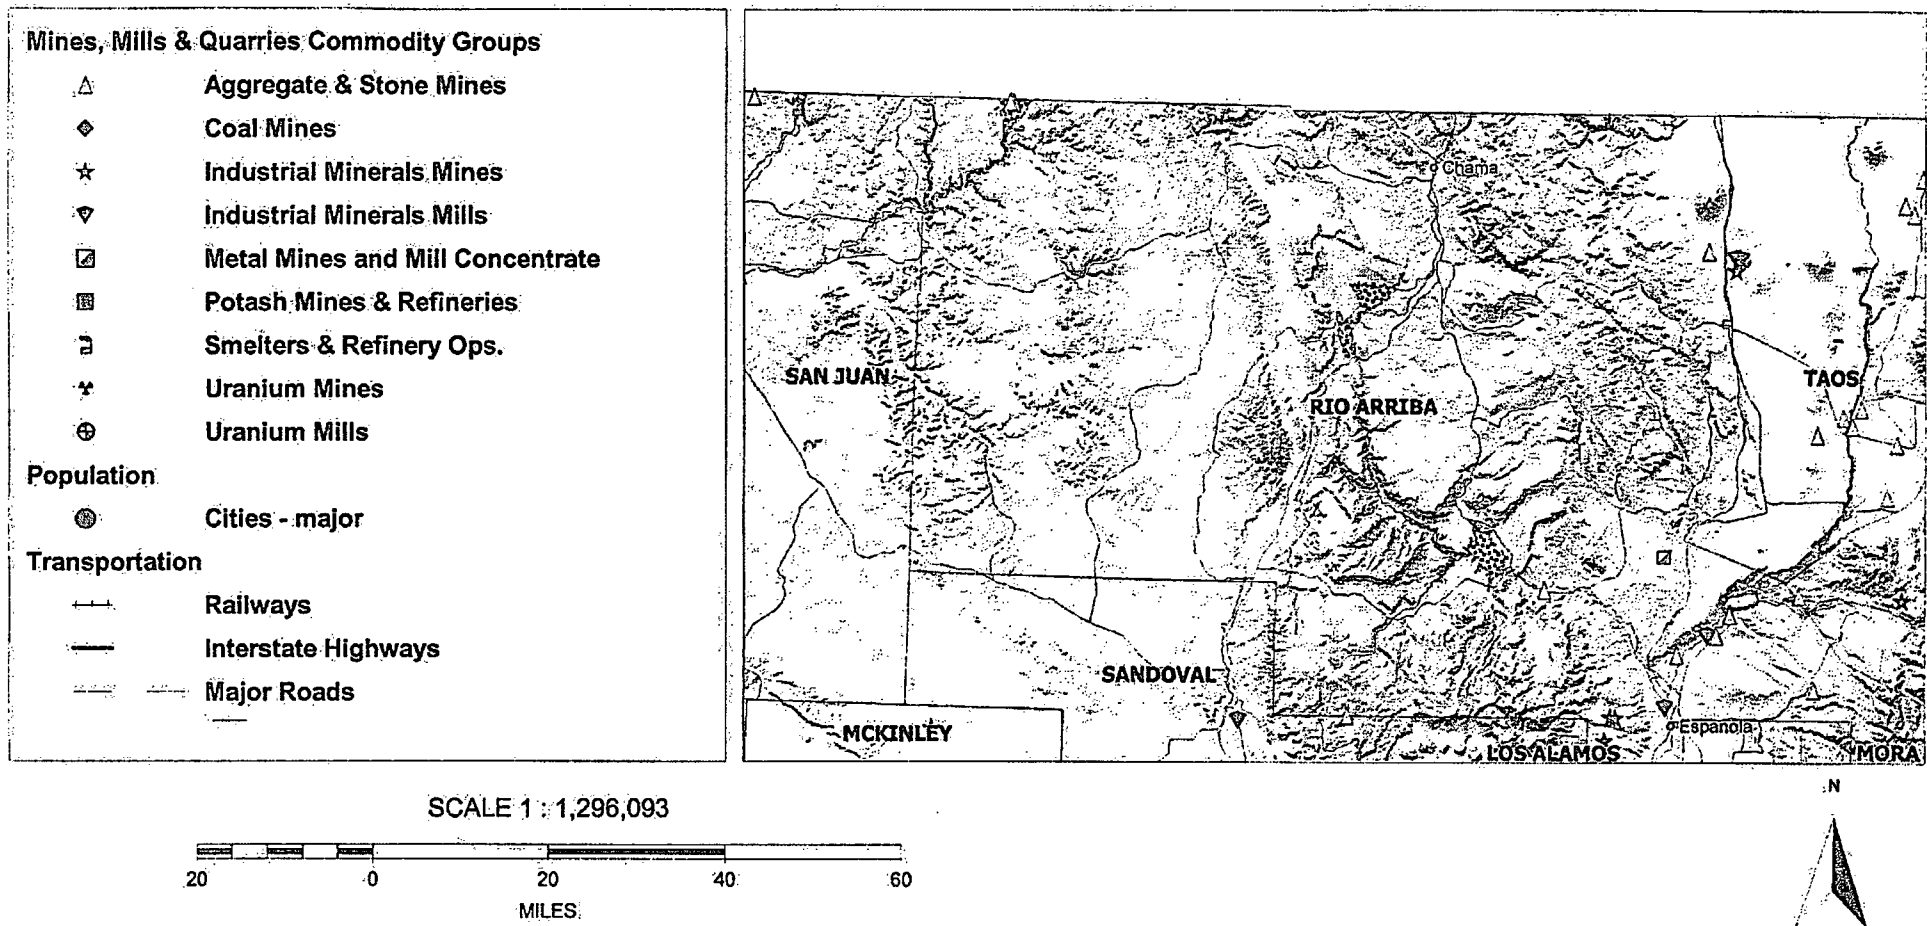 Mines, Mills & Quarries Commodity Groups
Aggregate & Stone Mines
Coal Mines
Industrial Minerals Mines
Industrial Minerals Mills
Metal Mines and Mill Concentrate
Potash Mines & Refineries
Smelters & Refinery Ops.
Uranium Mines
Uranium Mills
Population
Cities - major
Transportation
Railways
Interstate Highways
Major Roads
Chama
SAN JUAN
TAOS
RIO ARRIBA
SANDOVAL
MCKINLEY
Espanola
LOS ALAMOS
MORA
SCALE 1 : 1,296,093
20 0 20 40 60
MILES
N